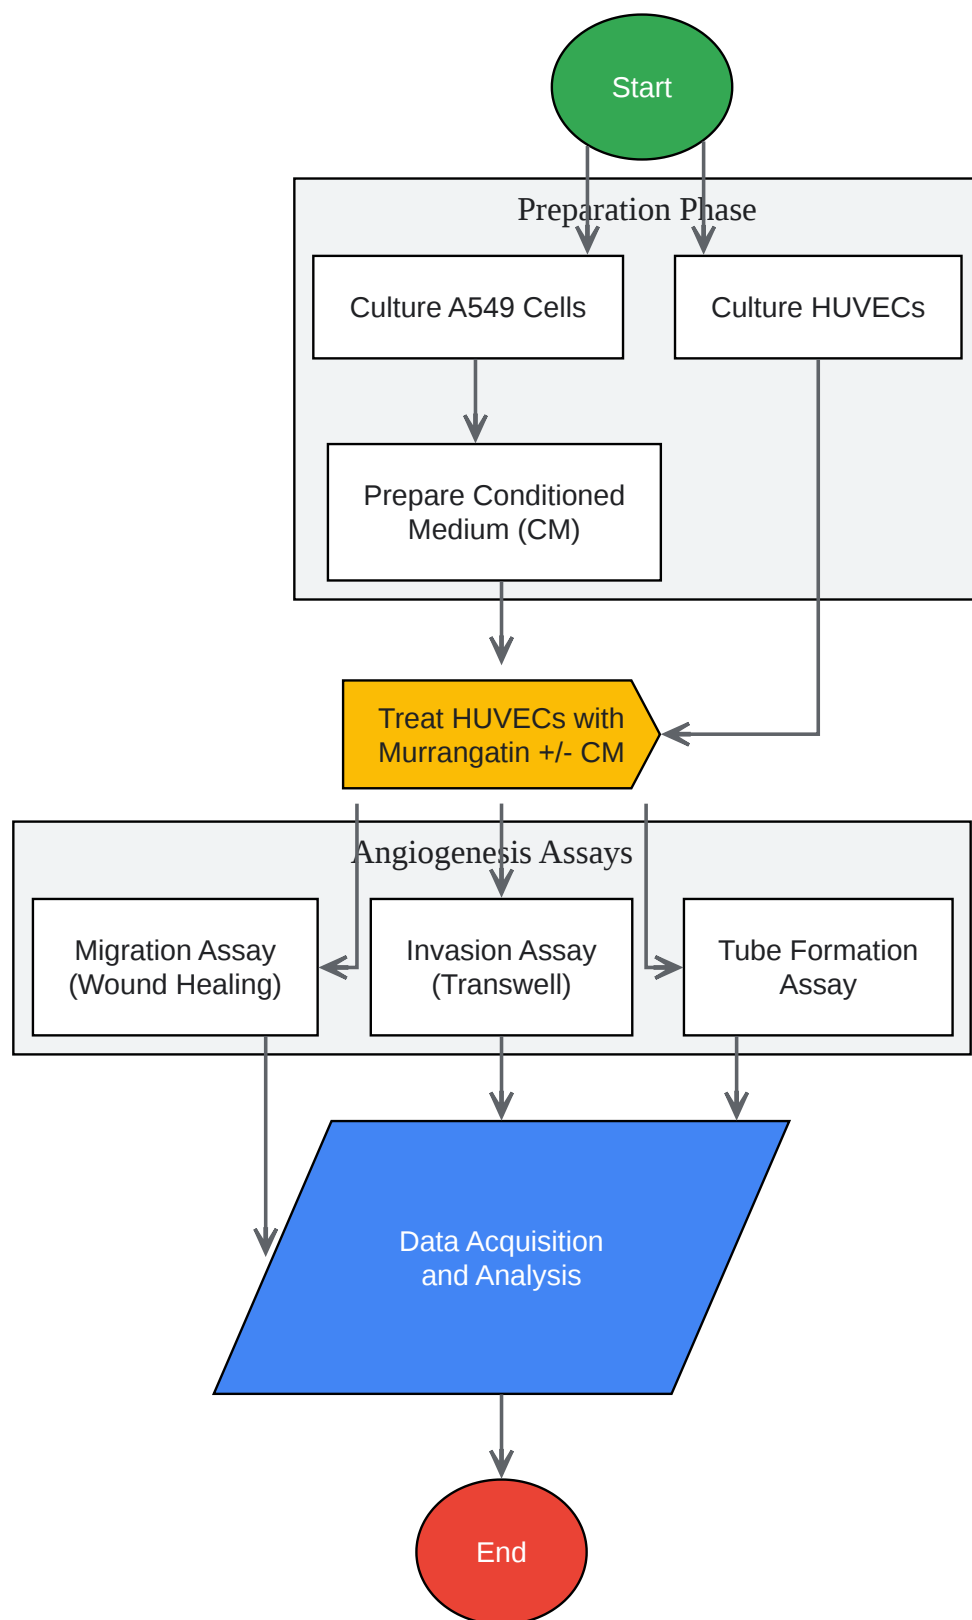 Start
Preparation Phase
Culture A549 Cells
Culture HUVECs
Prepare Conditioned
Medium (CM)
Treat HUVECs with
Murrangatin +/- CM
Angiogenesis Assays
Migration Assay
(Wound Healing)
Invasion Assay
(Transwell)
Tube Formation
Assay
Data Acquisition
and Analysis
End